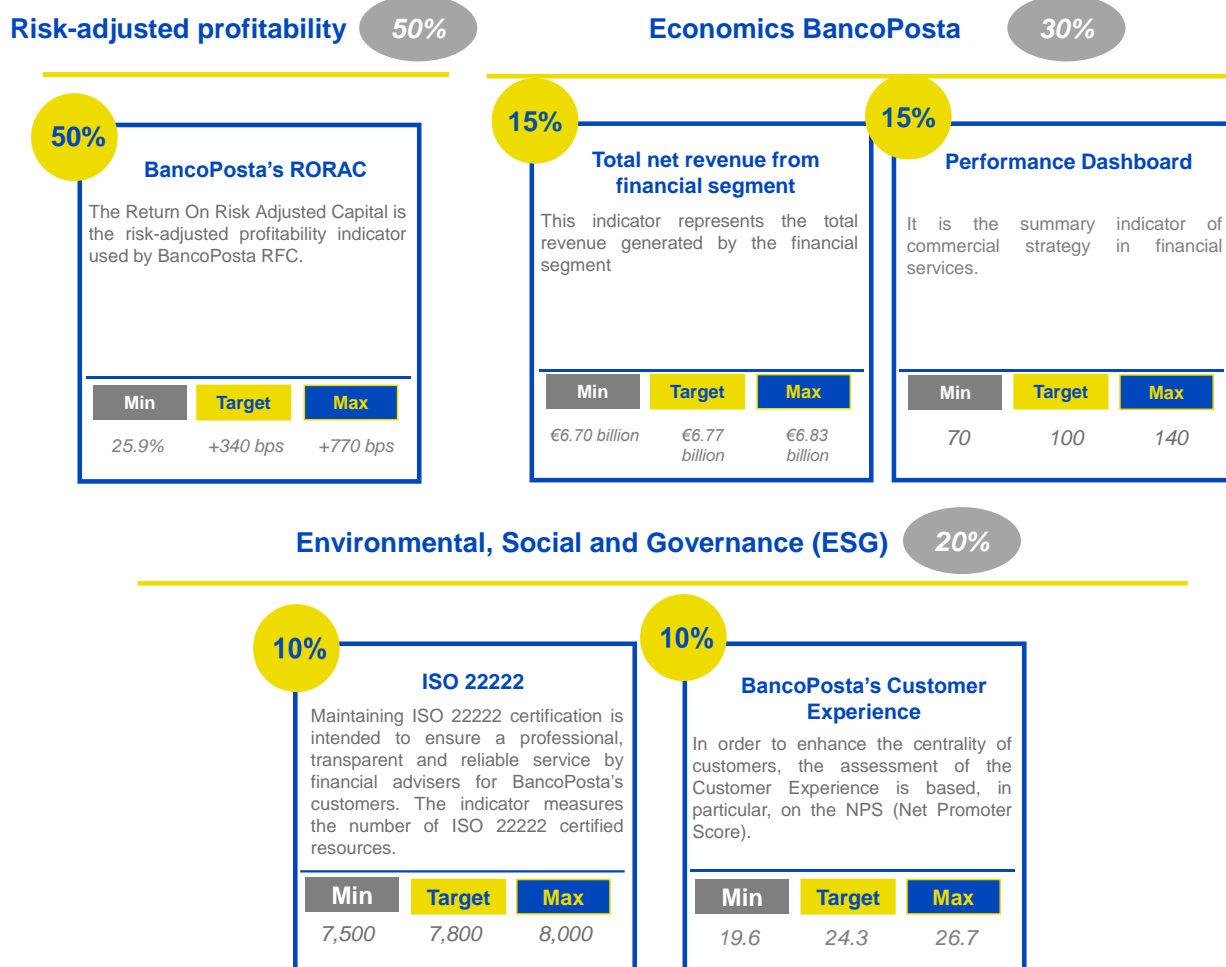 Risk-adjusted profitability 50%
Economics BancoPosta 30%
50%
BancoPosta's RORAC
The Return On Risk Adjusted Capital is
the risk-adjusted profitability indicator
used by BancoPosta RFC.
Min Target Max
25.9% +340 bps +770 bps
15%
Total net revenue from
financial segment
This indicator represents the total
revenue generated by the financial
segment
Min Target Max
€6.70 billion €6.77 €6.83
billion billion
15%
Performance Dashboard
It is the summary indicator of
commercial strategy in financial
services.
Min Target Max
70 100 140
Environmental, Social and Governance (ESG) 20%
10%
ISO 22222
Maintaining ISO 22222 certification is
intended to ensure a professional,
transparent and reliable service by
financial advisers for BancoPosta's
customers. The indicator measures
the number of ISO 22222 certified
resources.
Min Target Max
7,500 7,800 8,000
10%
BancoPosta's Customer
Experience
In order to enhance the centrality of
customers, the assessment of the
Customer Experience is based, in
particular, on the NPS (Net Promoter
Score).
Min Target Max
19.6 24.3 26.7